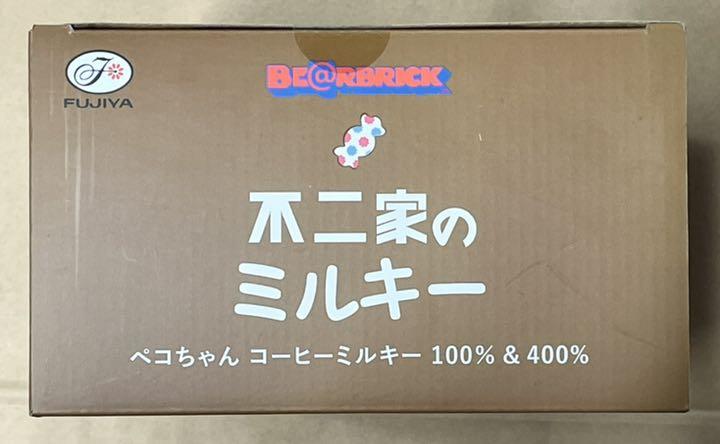 FUJIYA
BE@RBRICK
不二家の
ミルキー
ペコちゃん コーヒーミルキー 100% & 400%